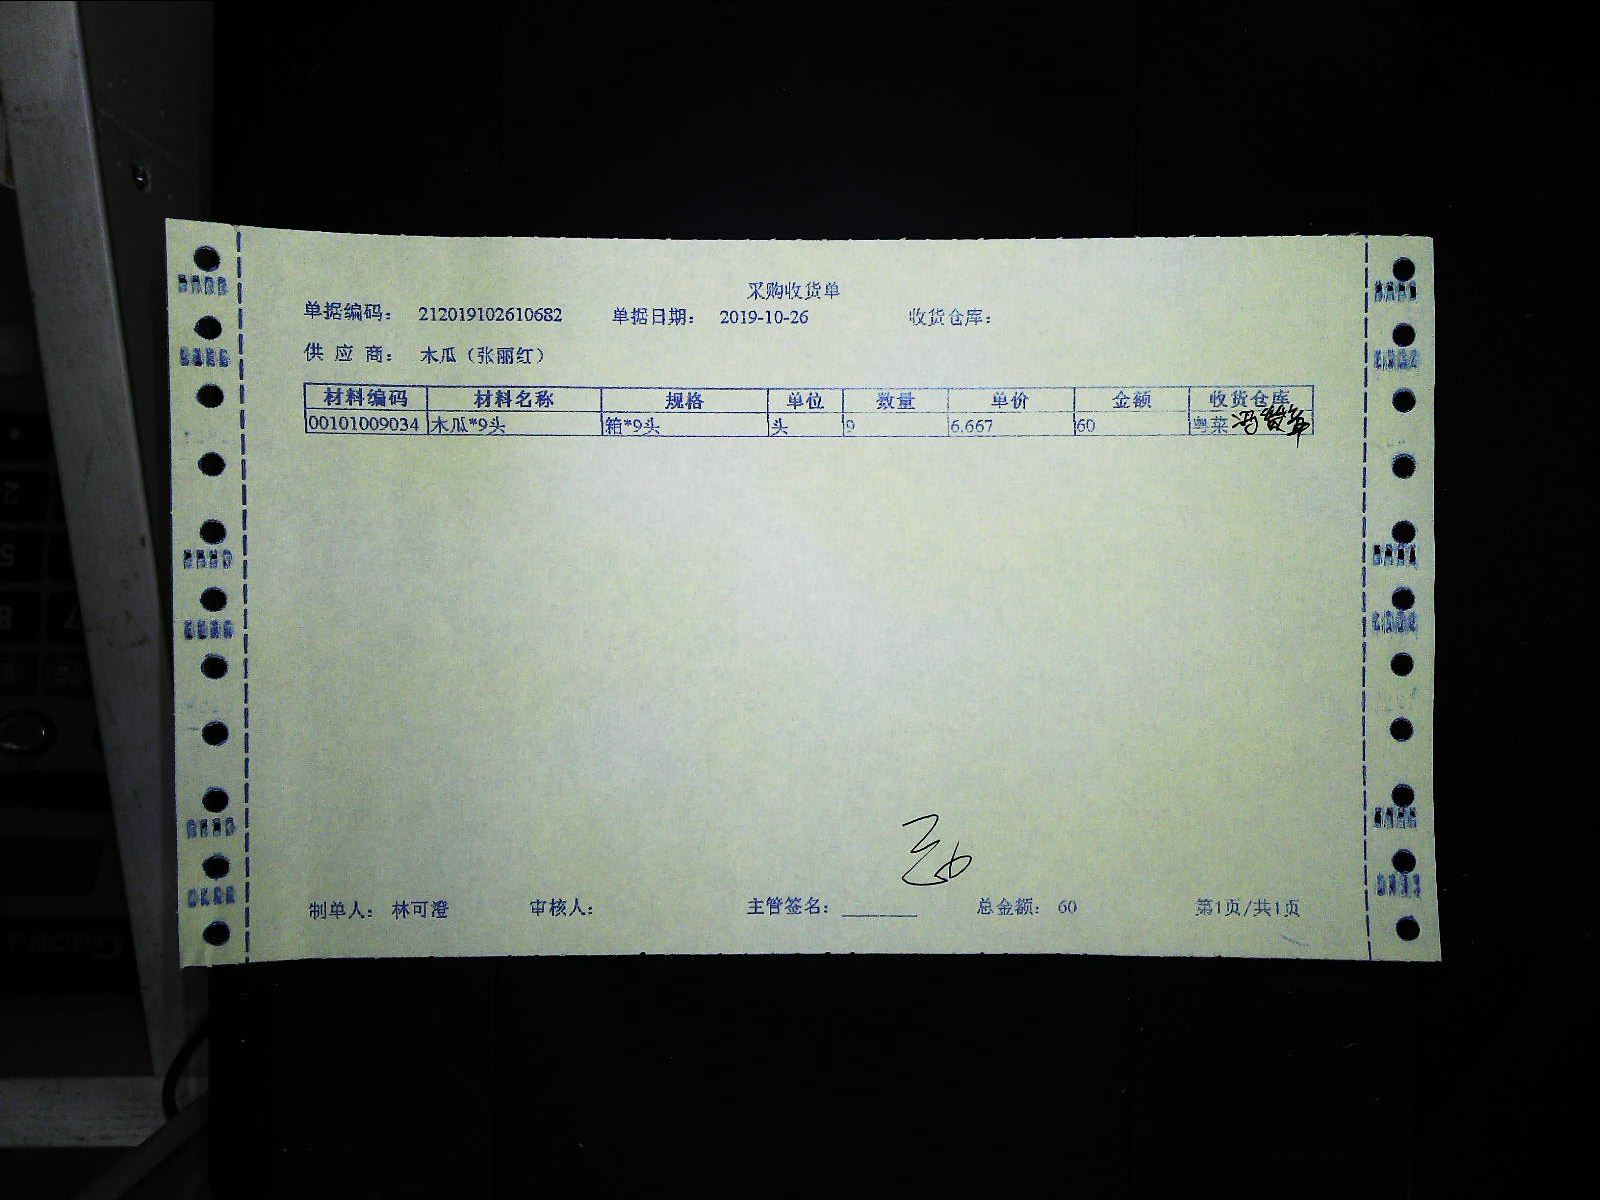 采购收货单
单据编码： 212019102610682 单据日期： 2019-10-26 收货仓库：
供 应 商： 木瓜（张丽红）
材料编码 材料名称 规格 单位 数量 单价 金额 收货仓库
00101009034 木瓜*9头 箱*9头 头 9 6.667 60 粤菜
制单人： 林可澄 审核人： 主管签名： ________ 总金额： 60 第1页/共1页